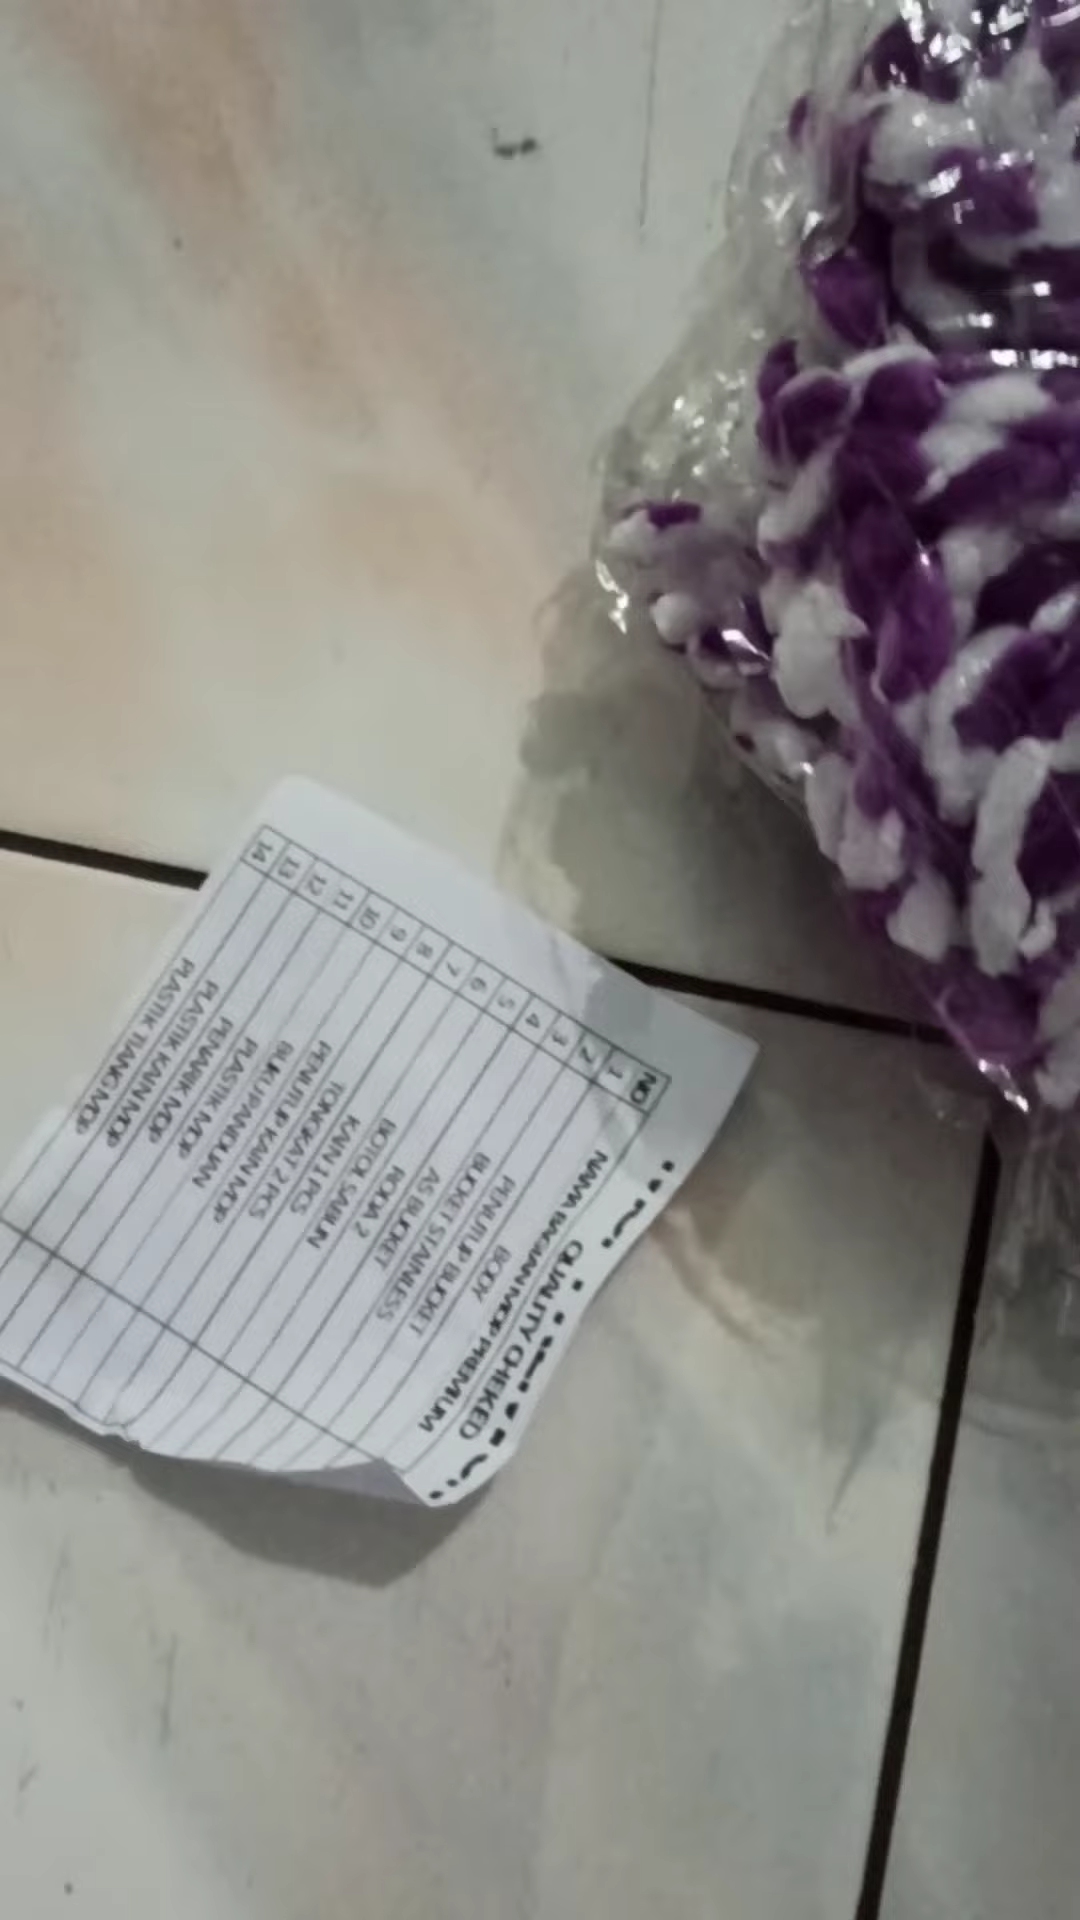 QUALITY CHEKED
NO NAMA BAGIAN MOP PREMIUM
1 BODY
2 PENUTUP BUCKET
3 BUCKET STAINLESS
4 AS BUCKET
5 RODA 2
6 BOTOL SABUN
7 KAIN 1 PCS
8 TONGKAT 2 PCS
9 PENUTUP KAIN MOP
10 BUKU PANDUAN
11 PLASTIK MOP
12 PENARIK MOP
13 PLASTIK KAIN MOP
14 PLASTIK TIANG MOP